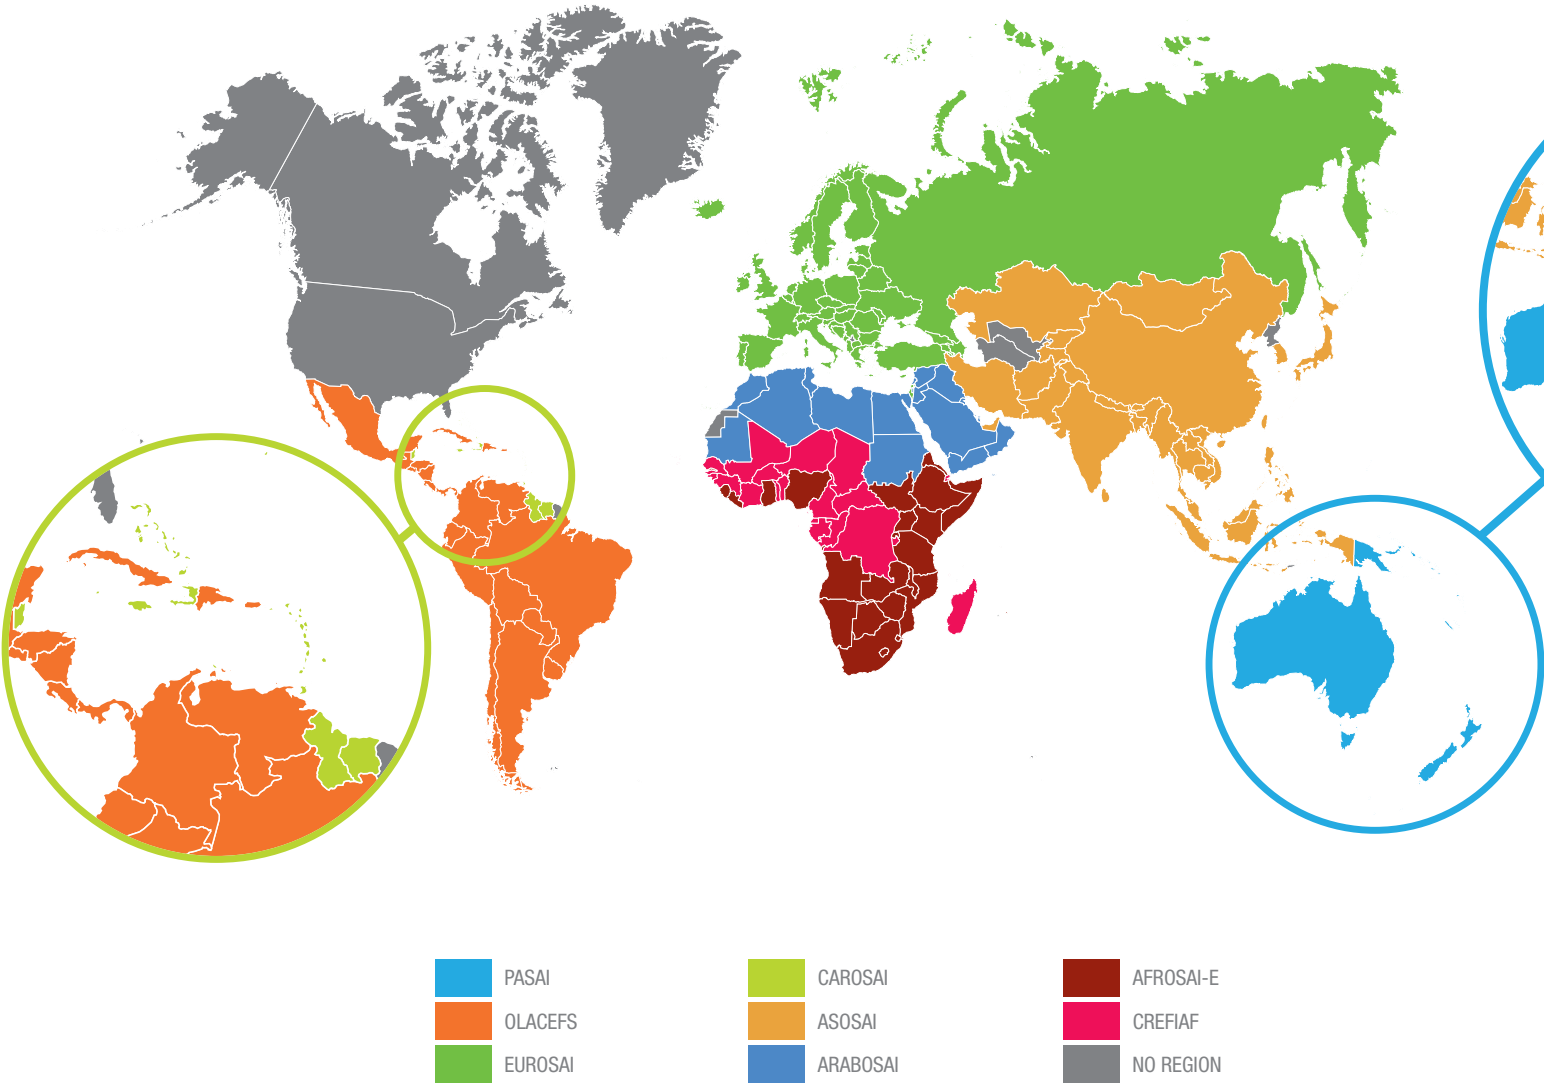 PASAI
OLACEFS
EUROSAI
CAROSAI
ASOSAI
ARABOSAI
AFROSAI-E
CREFIAF
NO REGION